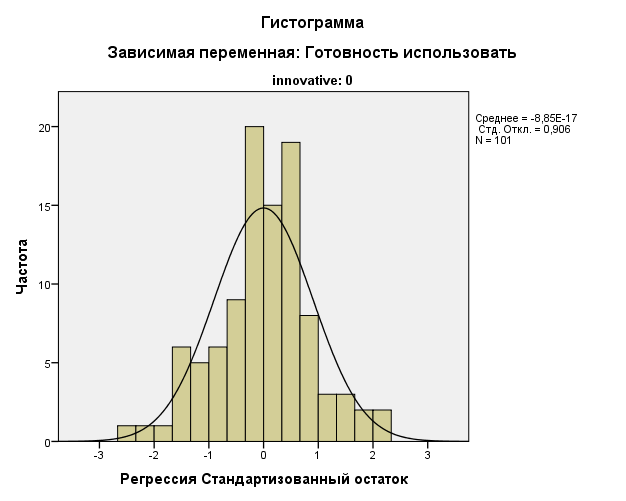 Гистограмма
Зависимая переменная: Готовность использовать
innovative: 0
Среднее = -8,85E-17
Стд. Откл. = 0,906
N = 101
20
15
10
5
0
Частота
-3 -2 -1 0 1 2 3
Регрессия Стандартизованный остаток